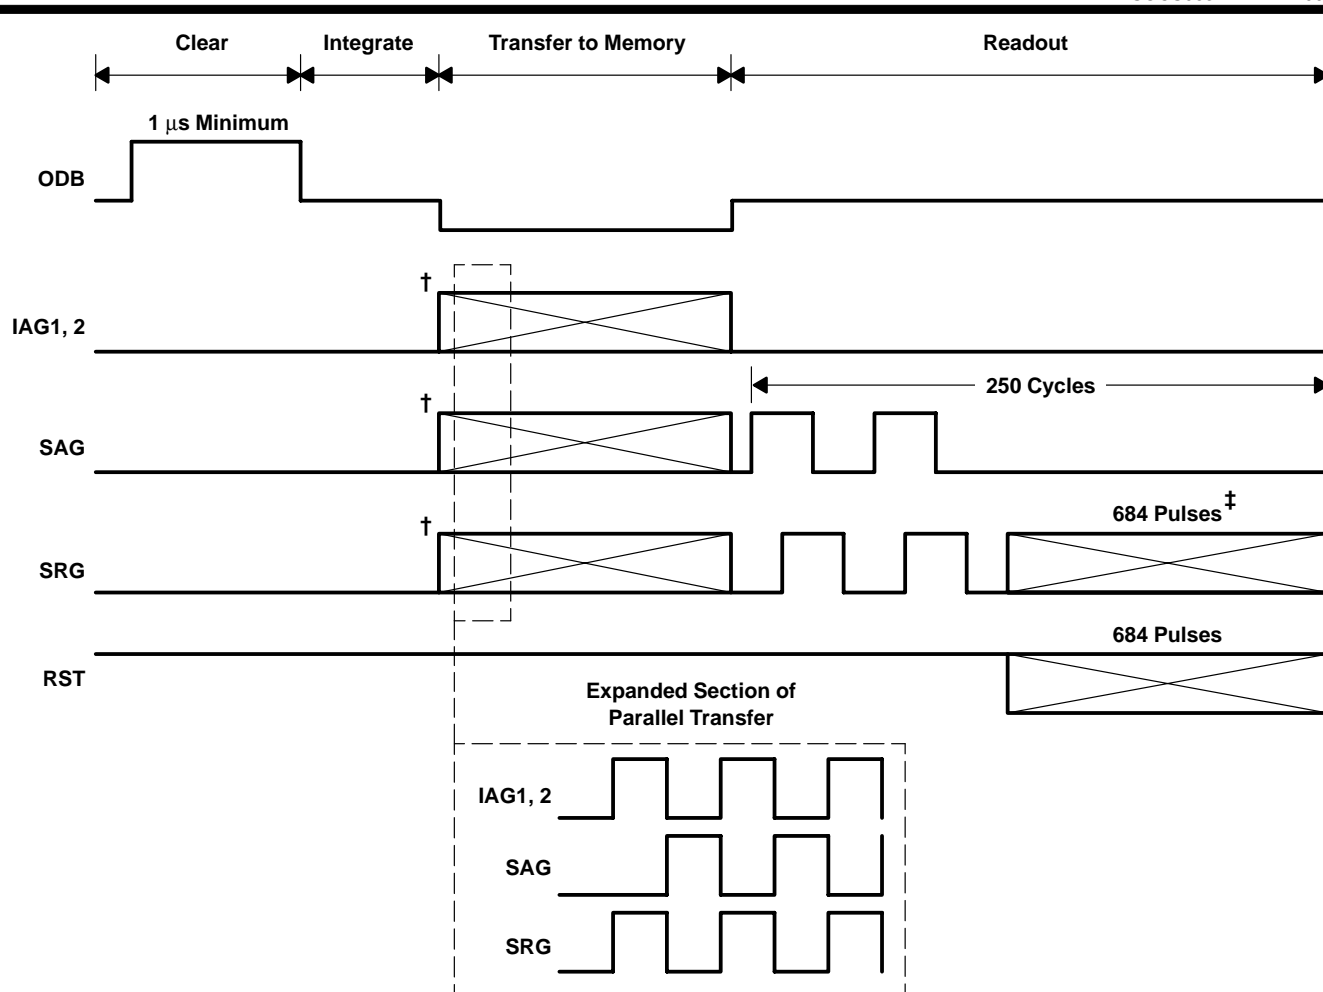 Clear Integrate Transfer to Memory Readout
1 μs Minimum
ODB
†
IAG1, 2
250 Cycles
†
SAG
684 Pulses‡
†
SRG
684 Pulses
RST
Expanded Section of
Parallel Transfer
IAG1, 2
SAG
SRG